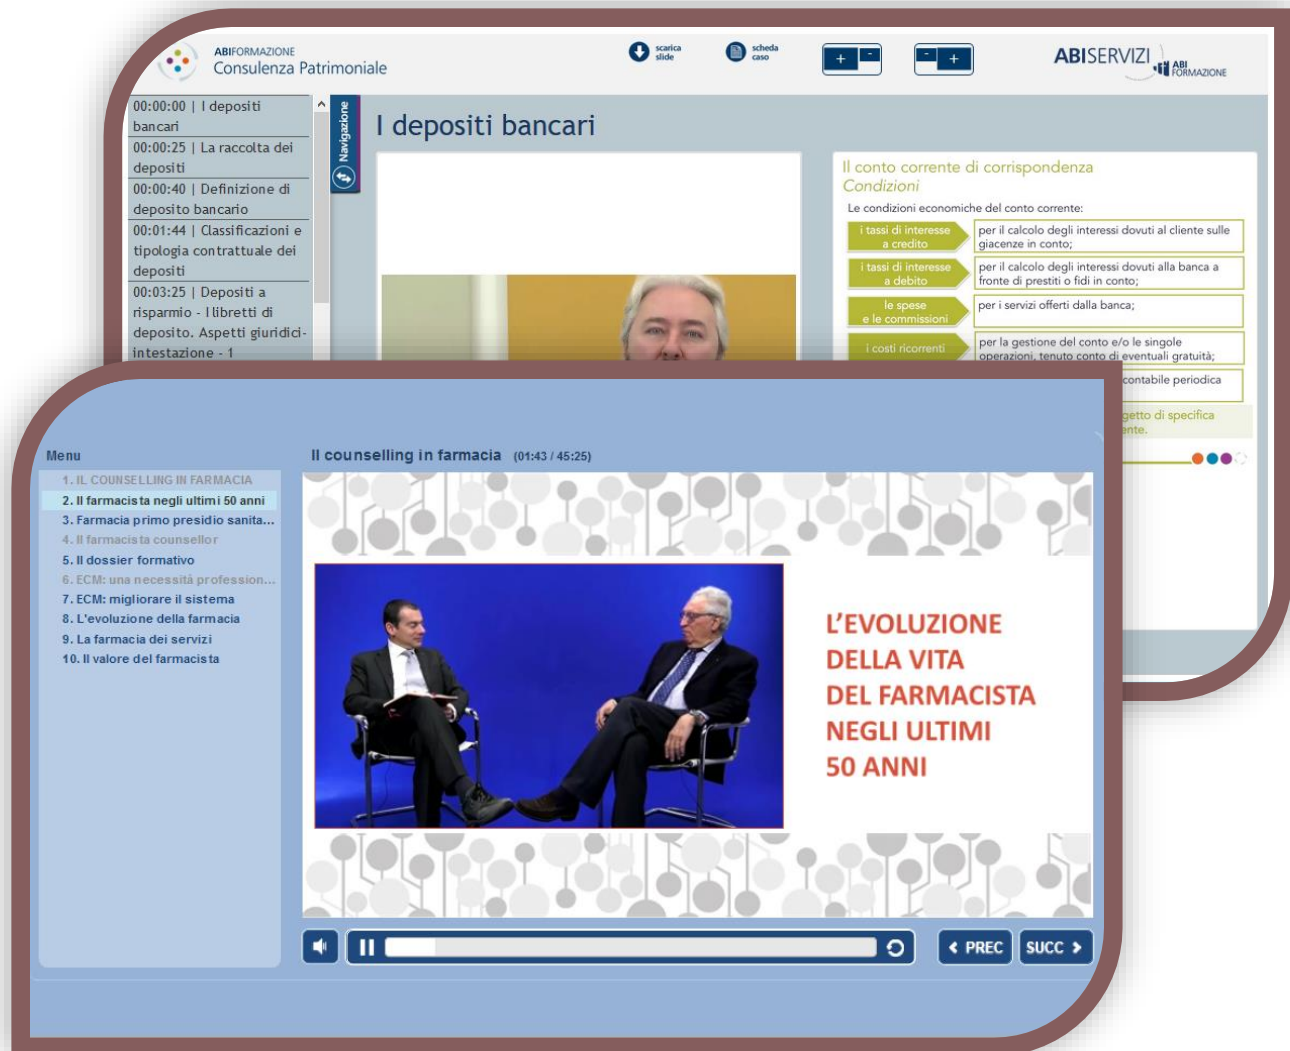 ABIFORMAZIONE
Consulenza Patrimoniale
scarica
slide
scheda
caso
+ -
- +
ABISERVIZI
ABI
FORMAZIONE
00:00:00 | I depositi
bancari
00:00:25 | La raccolta dei
depositi
00:00:40 | Definizione di
deposito bancario
00:01:44 | Classificazioni e
tipologia contrattuale dei
depositi
00:03:25 | Depositi a
risparmio - I libretti di
deposito. Aspetti giuridici-
intestazione - 1
Navigazione
I depositi bancari
Il conto corrente di corrispondenza
Condizioni
Le condizioni economiche del conto corrente:
i tassi di interesse
a credito
per il calcolo degli interessi dovuti al cliente sulle
giacenze in conto;
i tassi di interesse
a debito
per il calcolo degli interessi dovuti alla banca a
fronte di prestiti o fidi in conto;
le spese
e le commissioni
per i servizi offerti dalla banca;
i costi ricorrenti
per la gestione del conto e/o le singole
operazioni, tenuto conto di eventuali gratuità;
contabile periodica
getto di specifica
ente.
Menu
1. IL COUNSELLING IN FARMACIA
2. Il farmacista negli ultimi 50 anni
3. Farmacia primo presidio sanita...
4. Il farmacista counsellor
5. Il dossier formativo
6. ECM: una necessità profession...
7. ECM: migliorare il sistema
8. L'evoluzione della farmacia
9. La farmacia dei servizi
10. Il valore del farmacista
Il counselling in farmacia (01:43 / 45:25)
L'EVOLUZIONE
DELLA VITA
DEL FARMACISTA
NEGLI ULTIMI
50 ANNI
PREC
SUCC